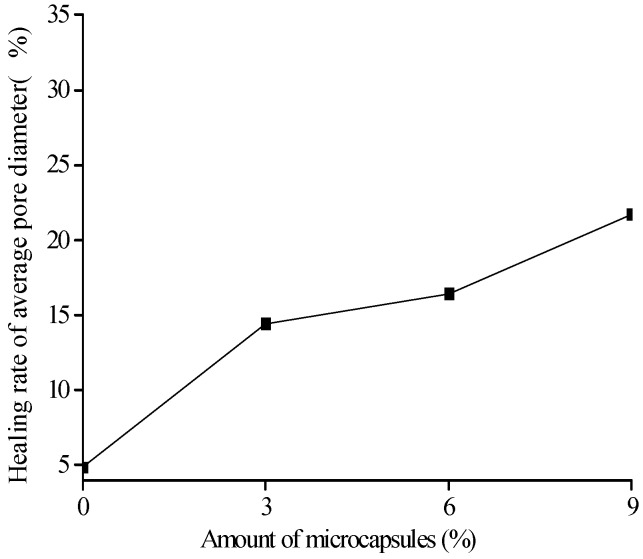 Healing rate of average pore diameter( %)
35
30
25
20
15
10
5
0 3 6 9
Amount of microcapsules (%)